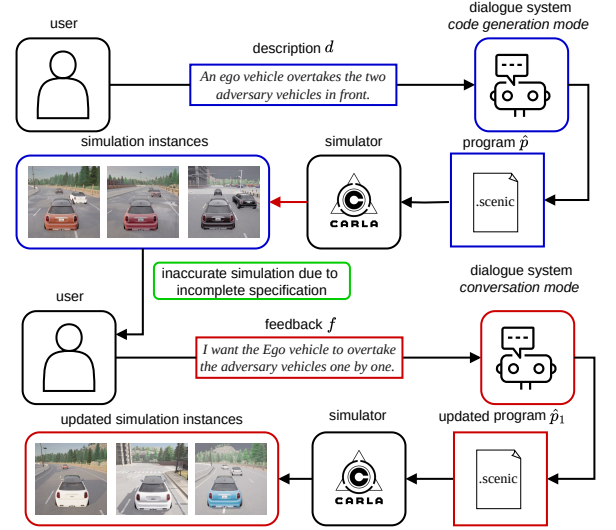 user
dialogue system
code generation mode
description d
An ego vehicle overtakes the two
adversary vehicles in front.
simulation instances
simulator
program p̂
CARLA
.scenic
inaccurate simulation due to
incomplete specification
dialogue system
conversation mode
user
feedback f
I want the Ego vehicle to overtake
the adversary vehicles one by one.
updated simulation instances
simulator
updated program p̂₁
CARLA
.scenic